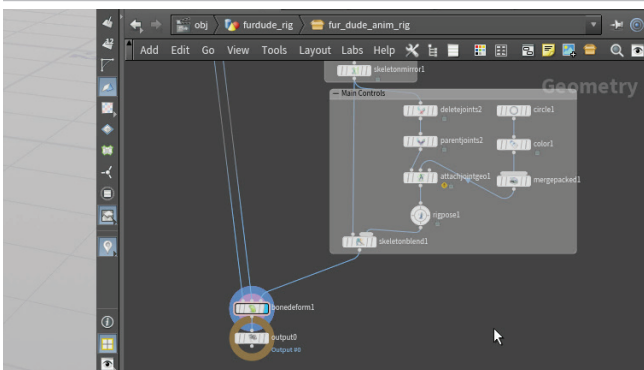 obj furdude_rig fur_dude_anim_rig
Add Edit Go View Tools Layout Labs Help
Geometry
skeletonmirror1
Main Controls
deletejoints2 circle1
parentjoints2 color1
attachjointgeo1 mergepacked1
rigpose1
skeletonblend1
bonedeform1
output0
Output #0